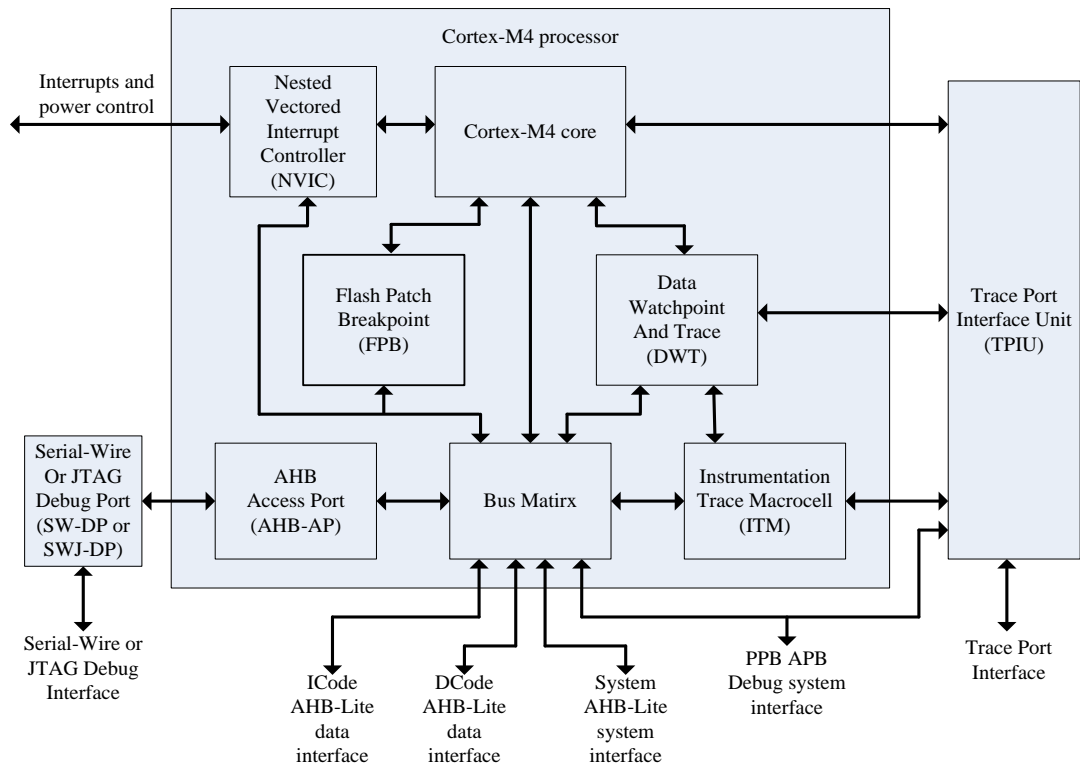 Cortex-M4 processor
Interrupts and
power control
Nested
Vectored
Interrupt
Controller
(NVIC)
Cortex-M4 core
Flash Patch
Breakpoint
(FPB)
Data
Watchpoint
And Trace
(DWT)
Trace Port
Interface Unit
(TPIU)
Serial-Wire
Or JTAG
Debug Port
(SW-DP or
SWJ-DP)
AHB
Access Port
(AHB-AP)
Bus Matirx
Instrumentation
Trace Macrocell
(ITM)
Serial-Wire or
JTAG Debug
Interface
ICode
AHB-Lite
data
interface
DCode
AHB-Lite
data
interface
System
AHB-Lite
system
interface
PPB APB
Debug system
interface
Trace Port
Interface